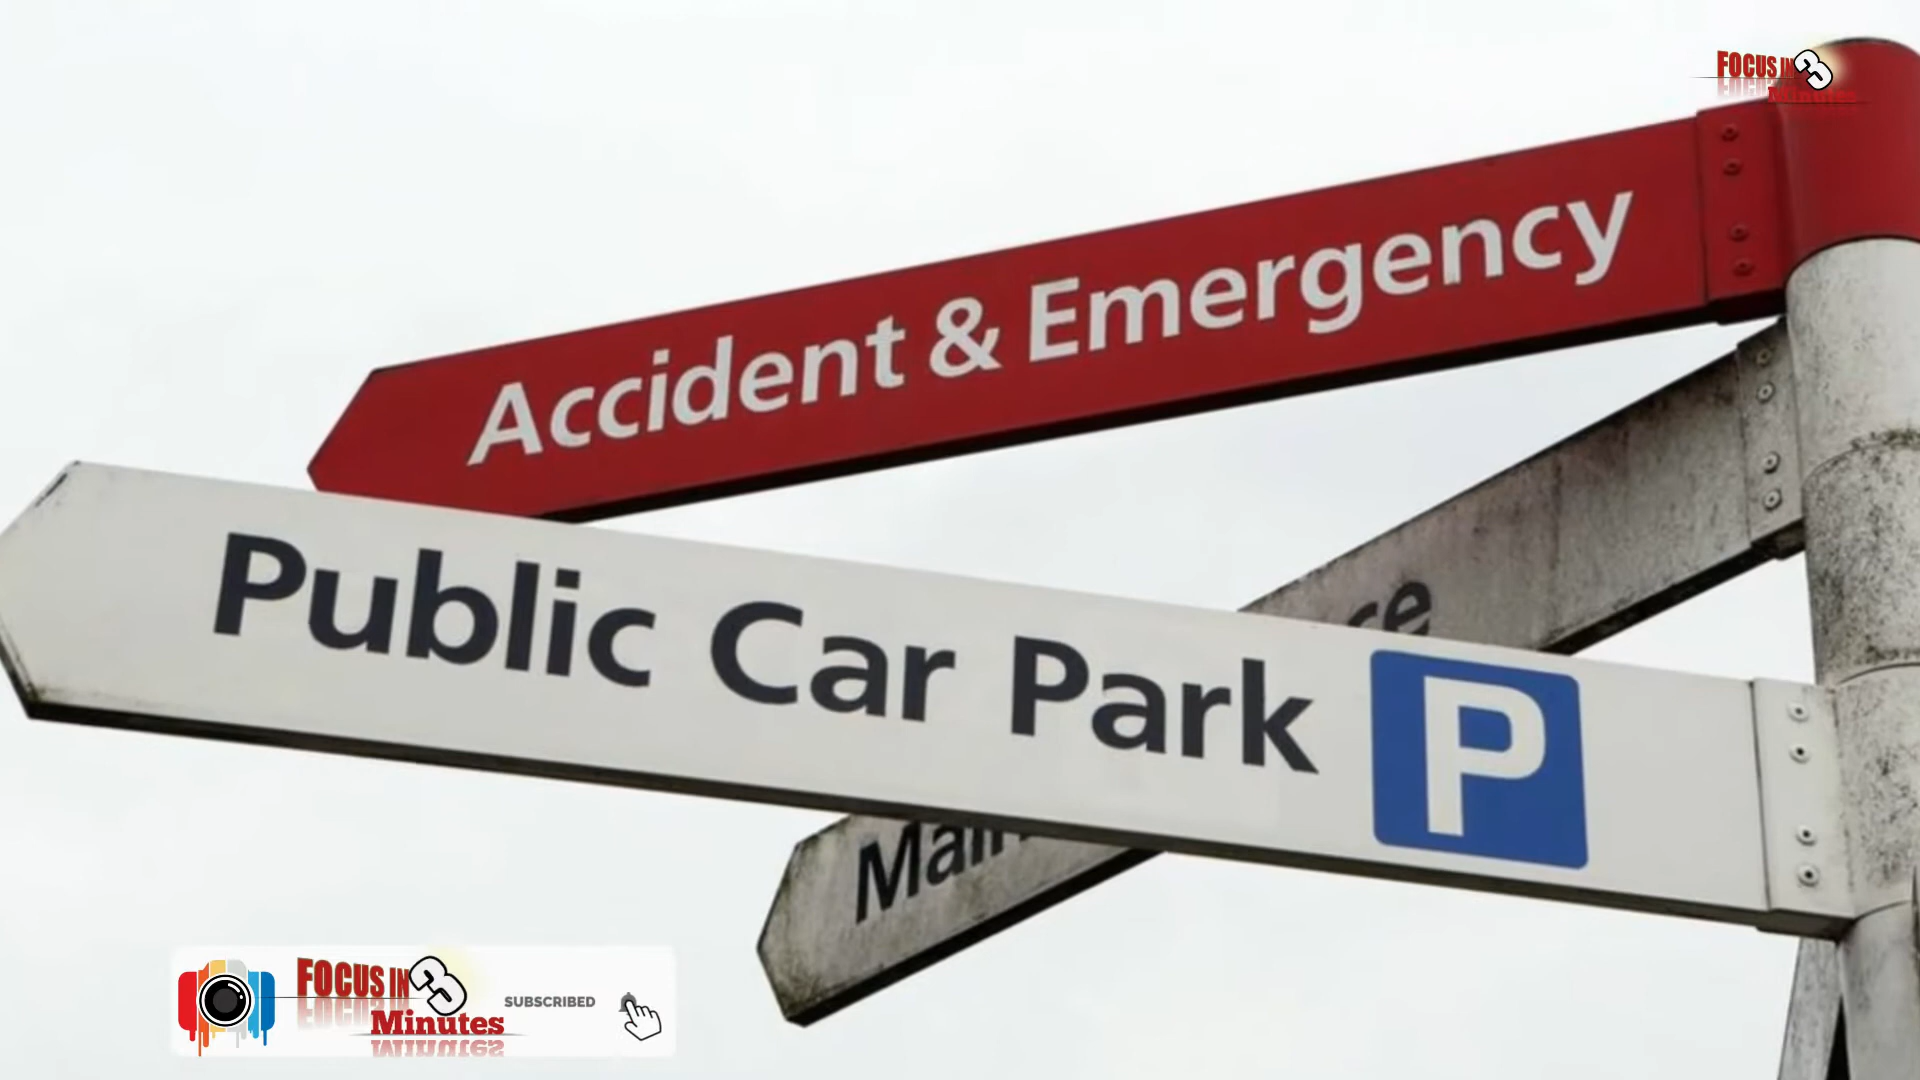 FOCUS IN 3
Minutes
Accident & Emergency
Public Car Park P
FOCUS IN 3
Minutes
SUBSCRIBED